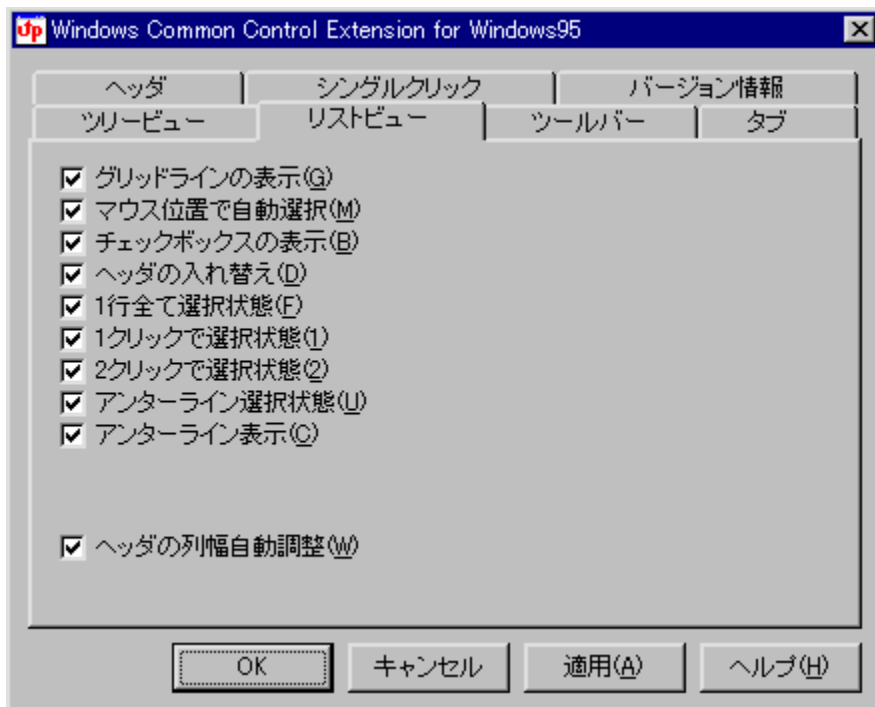 Up Windows Common Control Extension for Windows95
ヘッダ シングルクリック バージョン情報
ツリービュー リストビュー ツールバー タブ
グリッドラインの表示(G)
マウス位置で自動選択(M)
チェックボックスの表示(B)
ヘッダの入れ替え(D)
1行全て選択状態(F)
1クリックで選択状態(1)
2クリックで選択状態(2)
アンターライン選択状態(U)
アンターライン表示(C)
ヘッダの列幅自動調整(W)
OK キャンセル 適用(A) ヘルプ(H)